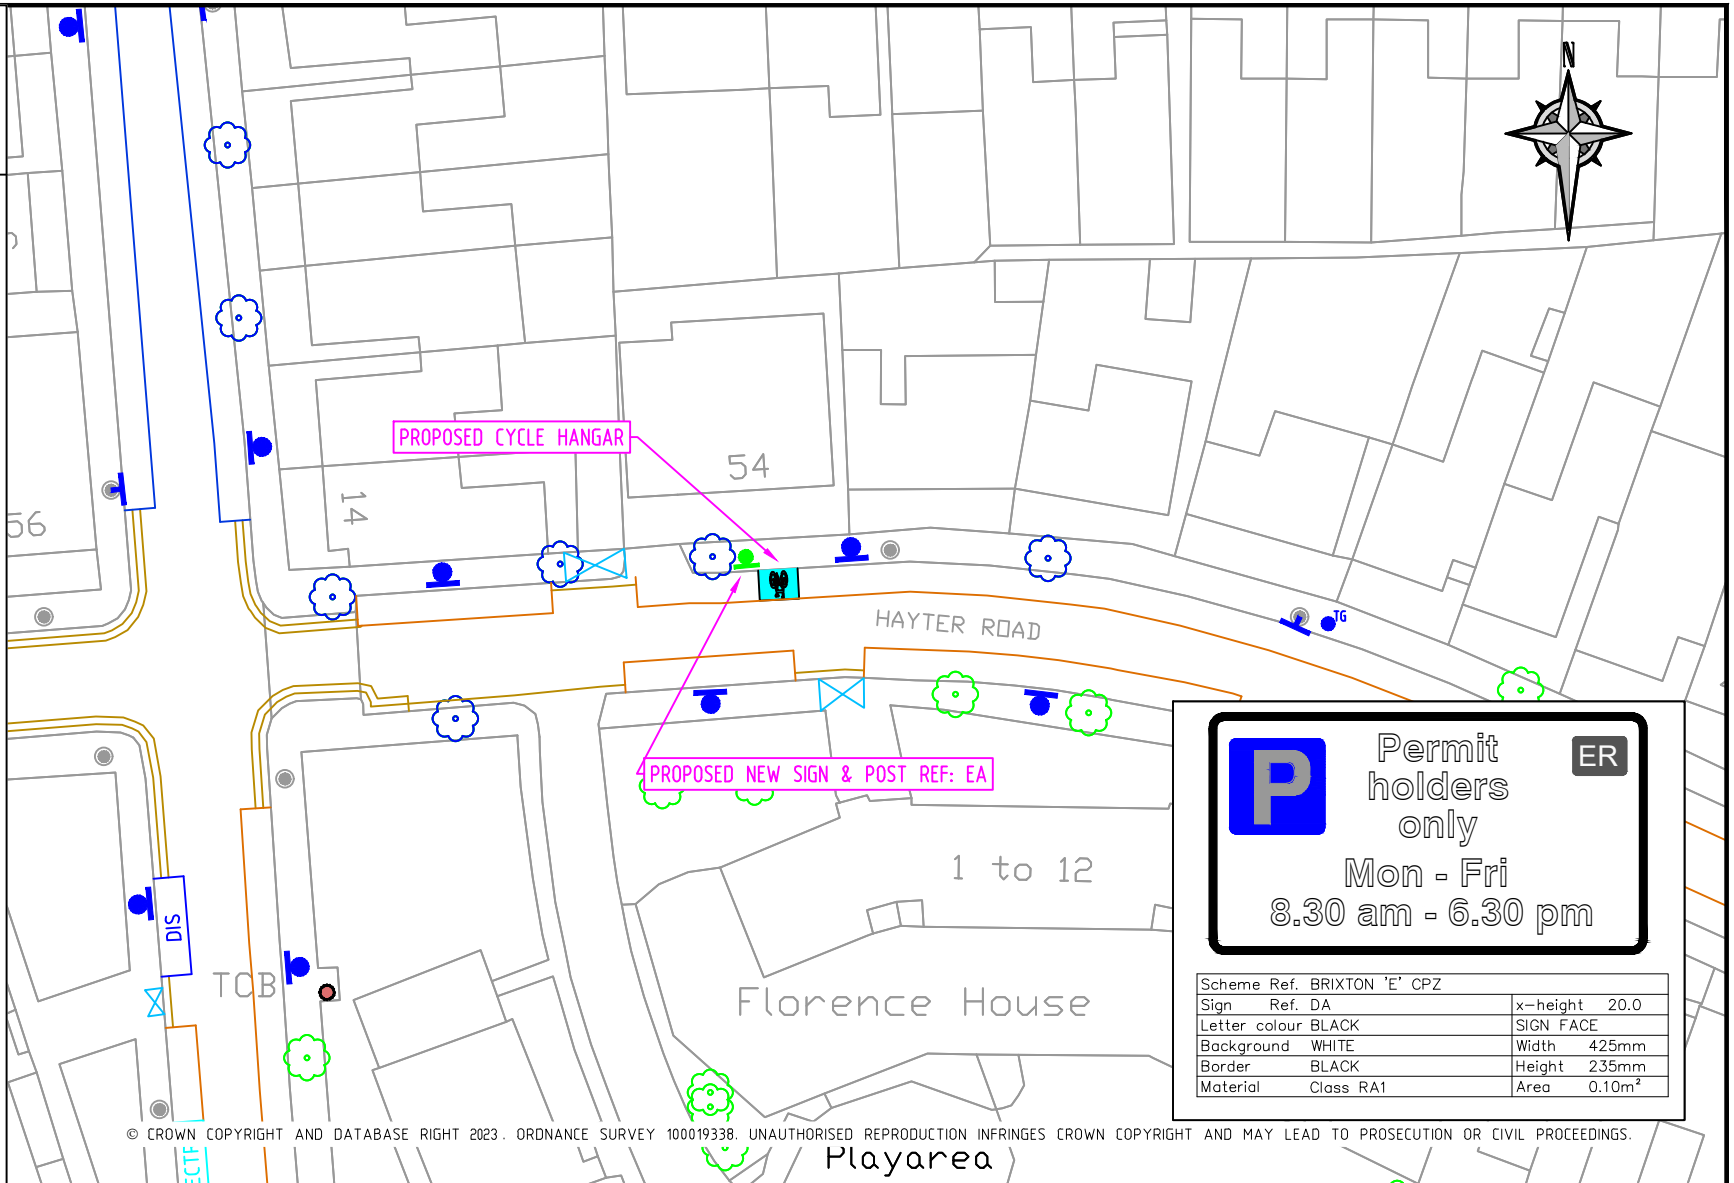 N
PROPOSED CYCLE HANGAR
54
14
56
TG
HAYTER ROAD
PROPOSED NEW SIGN & POST REF: EA
P
Permit
holders
only
ER
Mon - Fri
8.30 am - 6.30 pm
1 to 12
DIS
TCB
Florence House
Scheme Ref. BRIXTON 'E' CPZ
Sign Ref. DA x-height 20.0
Letter colour BLACK SIGN FACE
Background WHITE Width 425mm
Border BLACK Height 235mm
Material Class RA1 Area 0.10m²
© CROWN COPYRIGHT AND DATABASE RIGHT 2023. ORDNANCE SURVEY 100019338. UNAUTHORISED REPRODUCTION INFRINGES CROWN COPYRIGHT AND MAY LEAD TO PROSECUTION OR CIVIL PROCEEDINGS.
Playarea